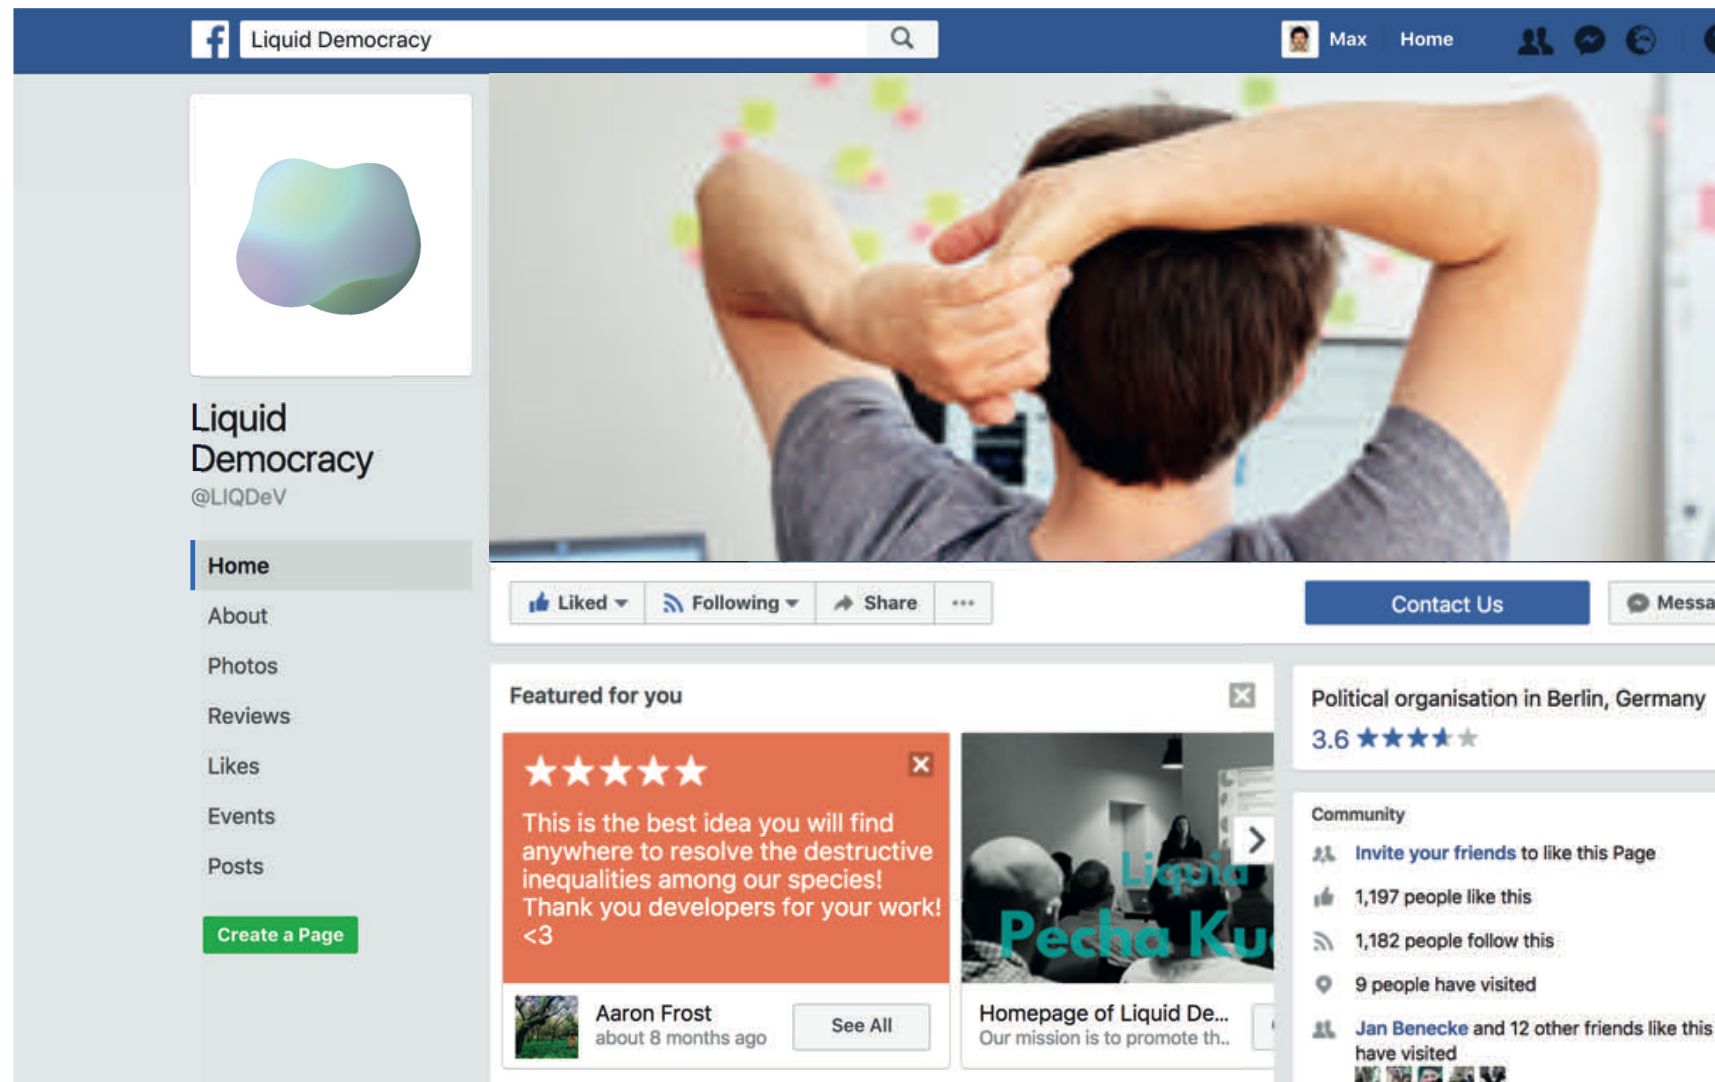 Liquid Democracy
Max
Home
Liquid
Democracy
@LIQDeV
Home
About
Photos
Reviews
Likes
Events
Posts
Create a Page
Liked
Following
Share
Contact Us
Messa
Featured for you
This is the best idea you will find
anywhere to resolve the destructive
inequalities among our species!
Thank you developers for your work!
<3
Aaron Frost
about 8 months ago
See All
Liquid
Pecha Kuc
Homepage of Liquid De...
Our mission is to promote th..
Political organisation in Berlin, Germany
3.6
Community
Invite your friends to like this Page
1,197 people like this
1,182 people follow this
9 people have visited
Jan Benecke and 12 other friends like this
have visited